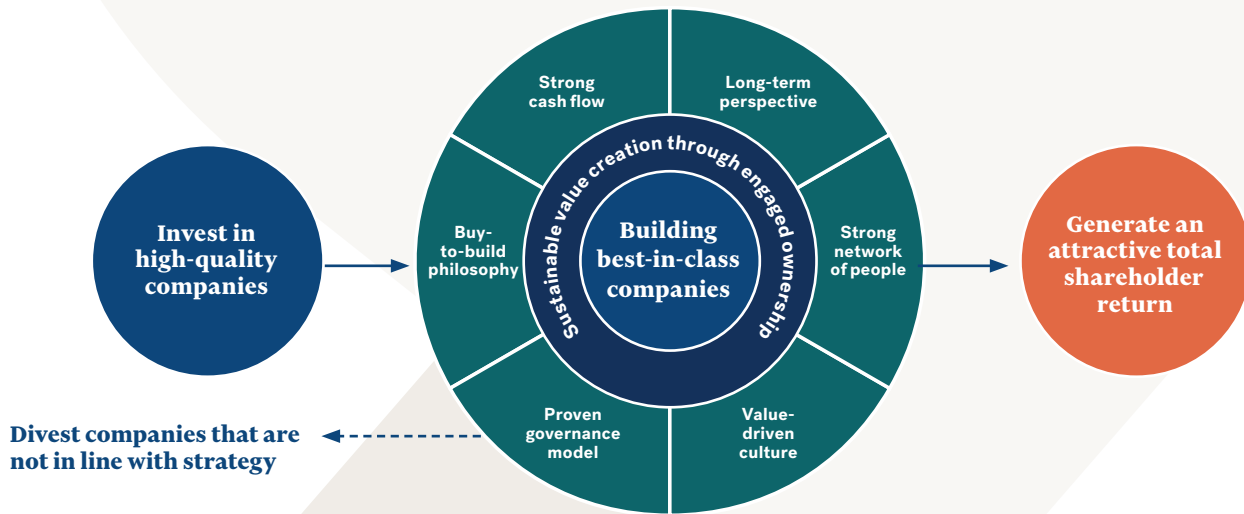 Invest in
high-quality
companies
Divest companies that are
not in line with strategy
Strong
cash flow
Long-term
perspective
Buy-
to-build
philosophy
Strong
network
of people
Proven
governance
model
Value-
driven
culture
Sustainable value creation through engaged ownership
Building
best-in-class
companies
Generate an
attractive total
shareholder
return